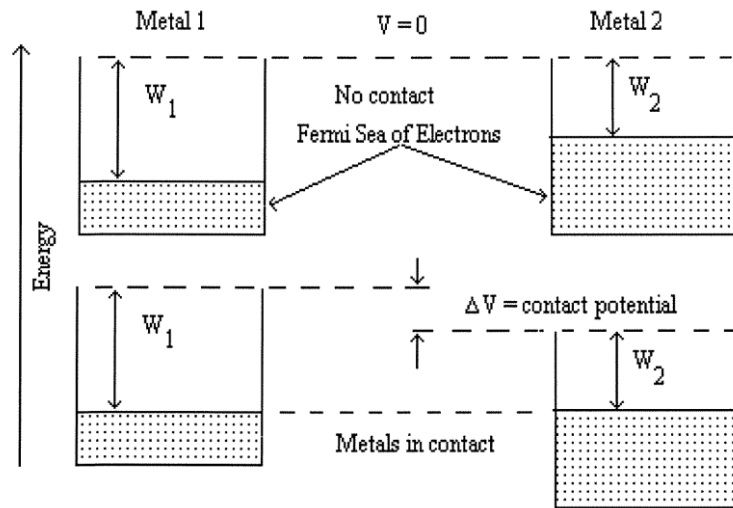 Metal 1
V = 0
Metal 2
W1
No contact
W2
Fermi Sea of Electrons
Energy
ΔV = contact potential
W1
W2
Metals in contact